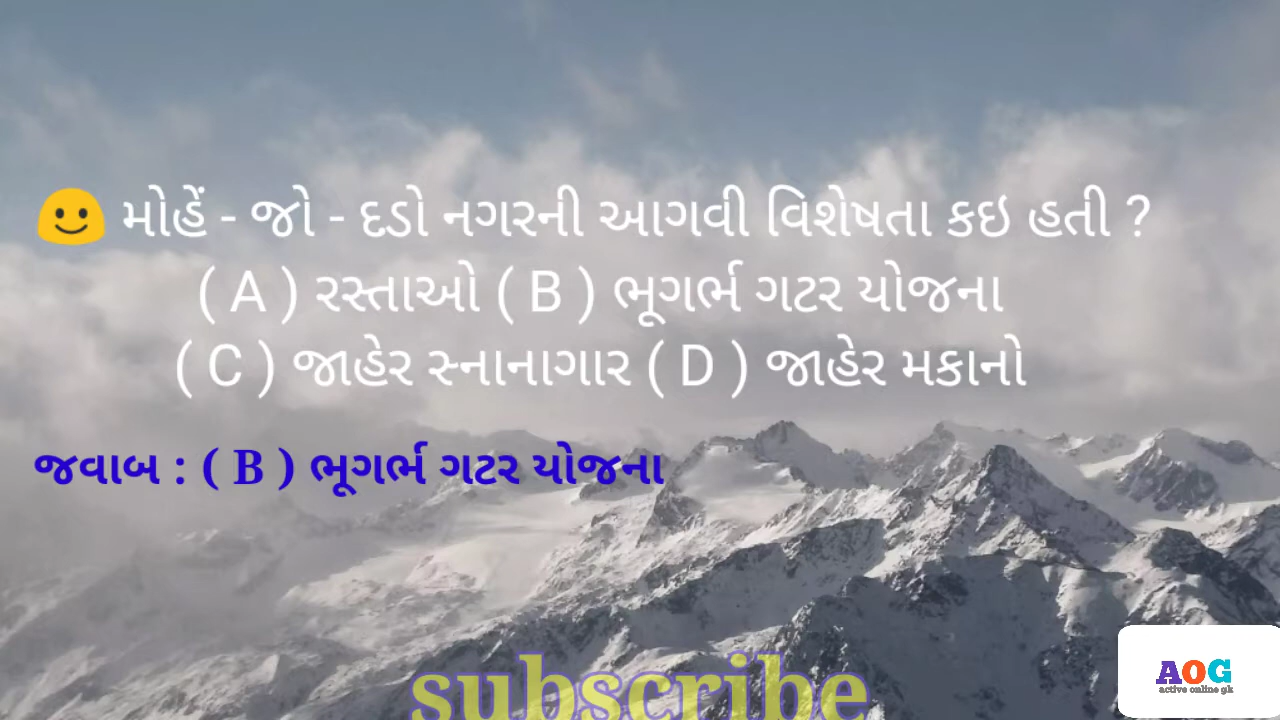 🙂 મોહેં - જો - દડો નગરની આગવી વિશેષતા કઇ હતી ?
( A ) રસ્તાઓ ( B ) ભૂગર્ભ ગટર યોજના
( C ) જાહેર સ્નાનાગાર ( D ) જાહેર મકાનો
જવાબ : ( B ) ભૂગર્ભ ગટર યોજના
subscribe
AOG
active online gk